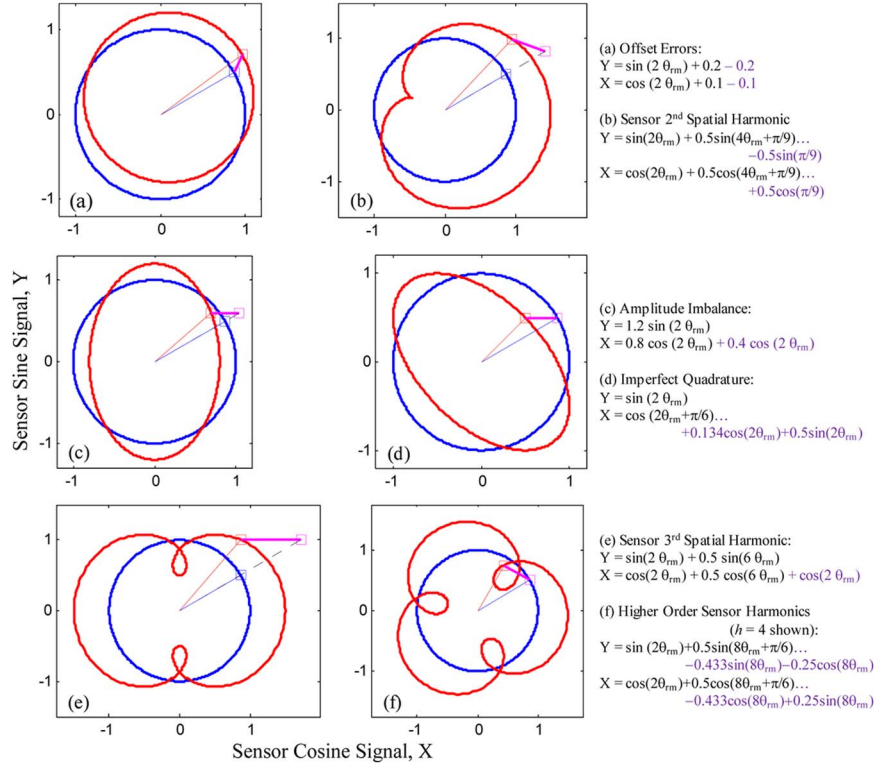 1
0
-1
-1
0
1
(a)
1
0
-1
-1
0
1
(b)
(a) Offset Errors:
Y = sin (2 θrm) + 0.2 – 0.2
X = cos (2 θrm) + 0.1 – 0.1
(b) Sensor 2nd Spatial Harmonic
Y = sin(2θrm) + 0.5sin(4θrm+π/9)…
−0.5sin(π/9)
X = cos(2θrm) + 0.5cos(4θrm+π/9)…
+0.5cos(π/9)
Sensor Sine Signal, Y
1
0
-1
-1
0
1
(c)
1
0
-1
-1
0
1
(d)
(c) Amplitude Imbalance:
Y = 1.2 sin (2 θrm)
X = 0.8 cos (2 θrm) + 0.4 cos (2 θrm)
(d) Imperfect Quadrature:
Y = sin (2 θrm)
X = cos (2θrm+π/6)…
+0.134cos(2θrm)+0.5sin(2θrm)
1
0
-1
-1
0
1
(e)
1
0
-1
-1
0
1
(f)
(e) Sensor 3rd Spatial Harmonic:
Y = sin(2 θrm) + 0.5 sin(6 θrm)
X = cos(2 θrm) + 0.5 cos(6 θrm) + cos(2 θrm)
(f) Higher Order Sensor Harmonics
(h = 4 shown):
Y = sin (2θrm)+0.5sin(8θrm+π/6)…
−0.433sin(8θrm)−0.25cos(8θrm)
X = cos(2θrm)+0.5cos(8θrm+π/6)…
−0.433cos(8θrm)+0.25sin(8θrm)
Sensor Cosine Signal, X